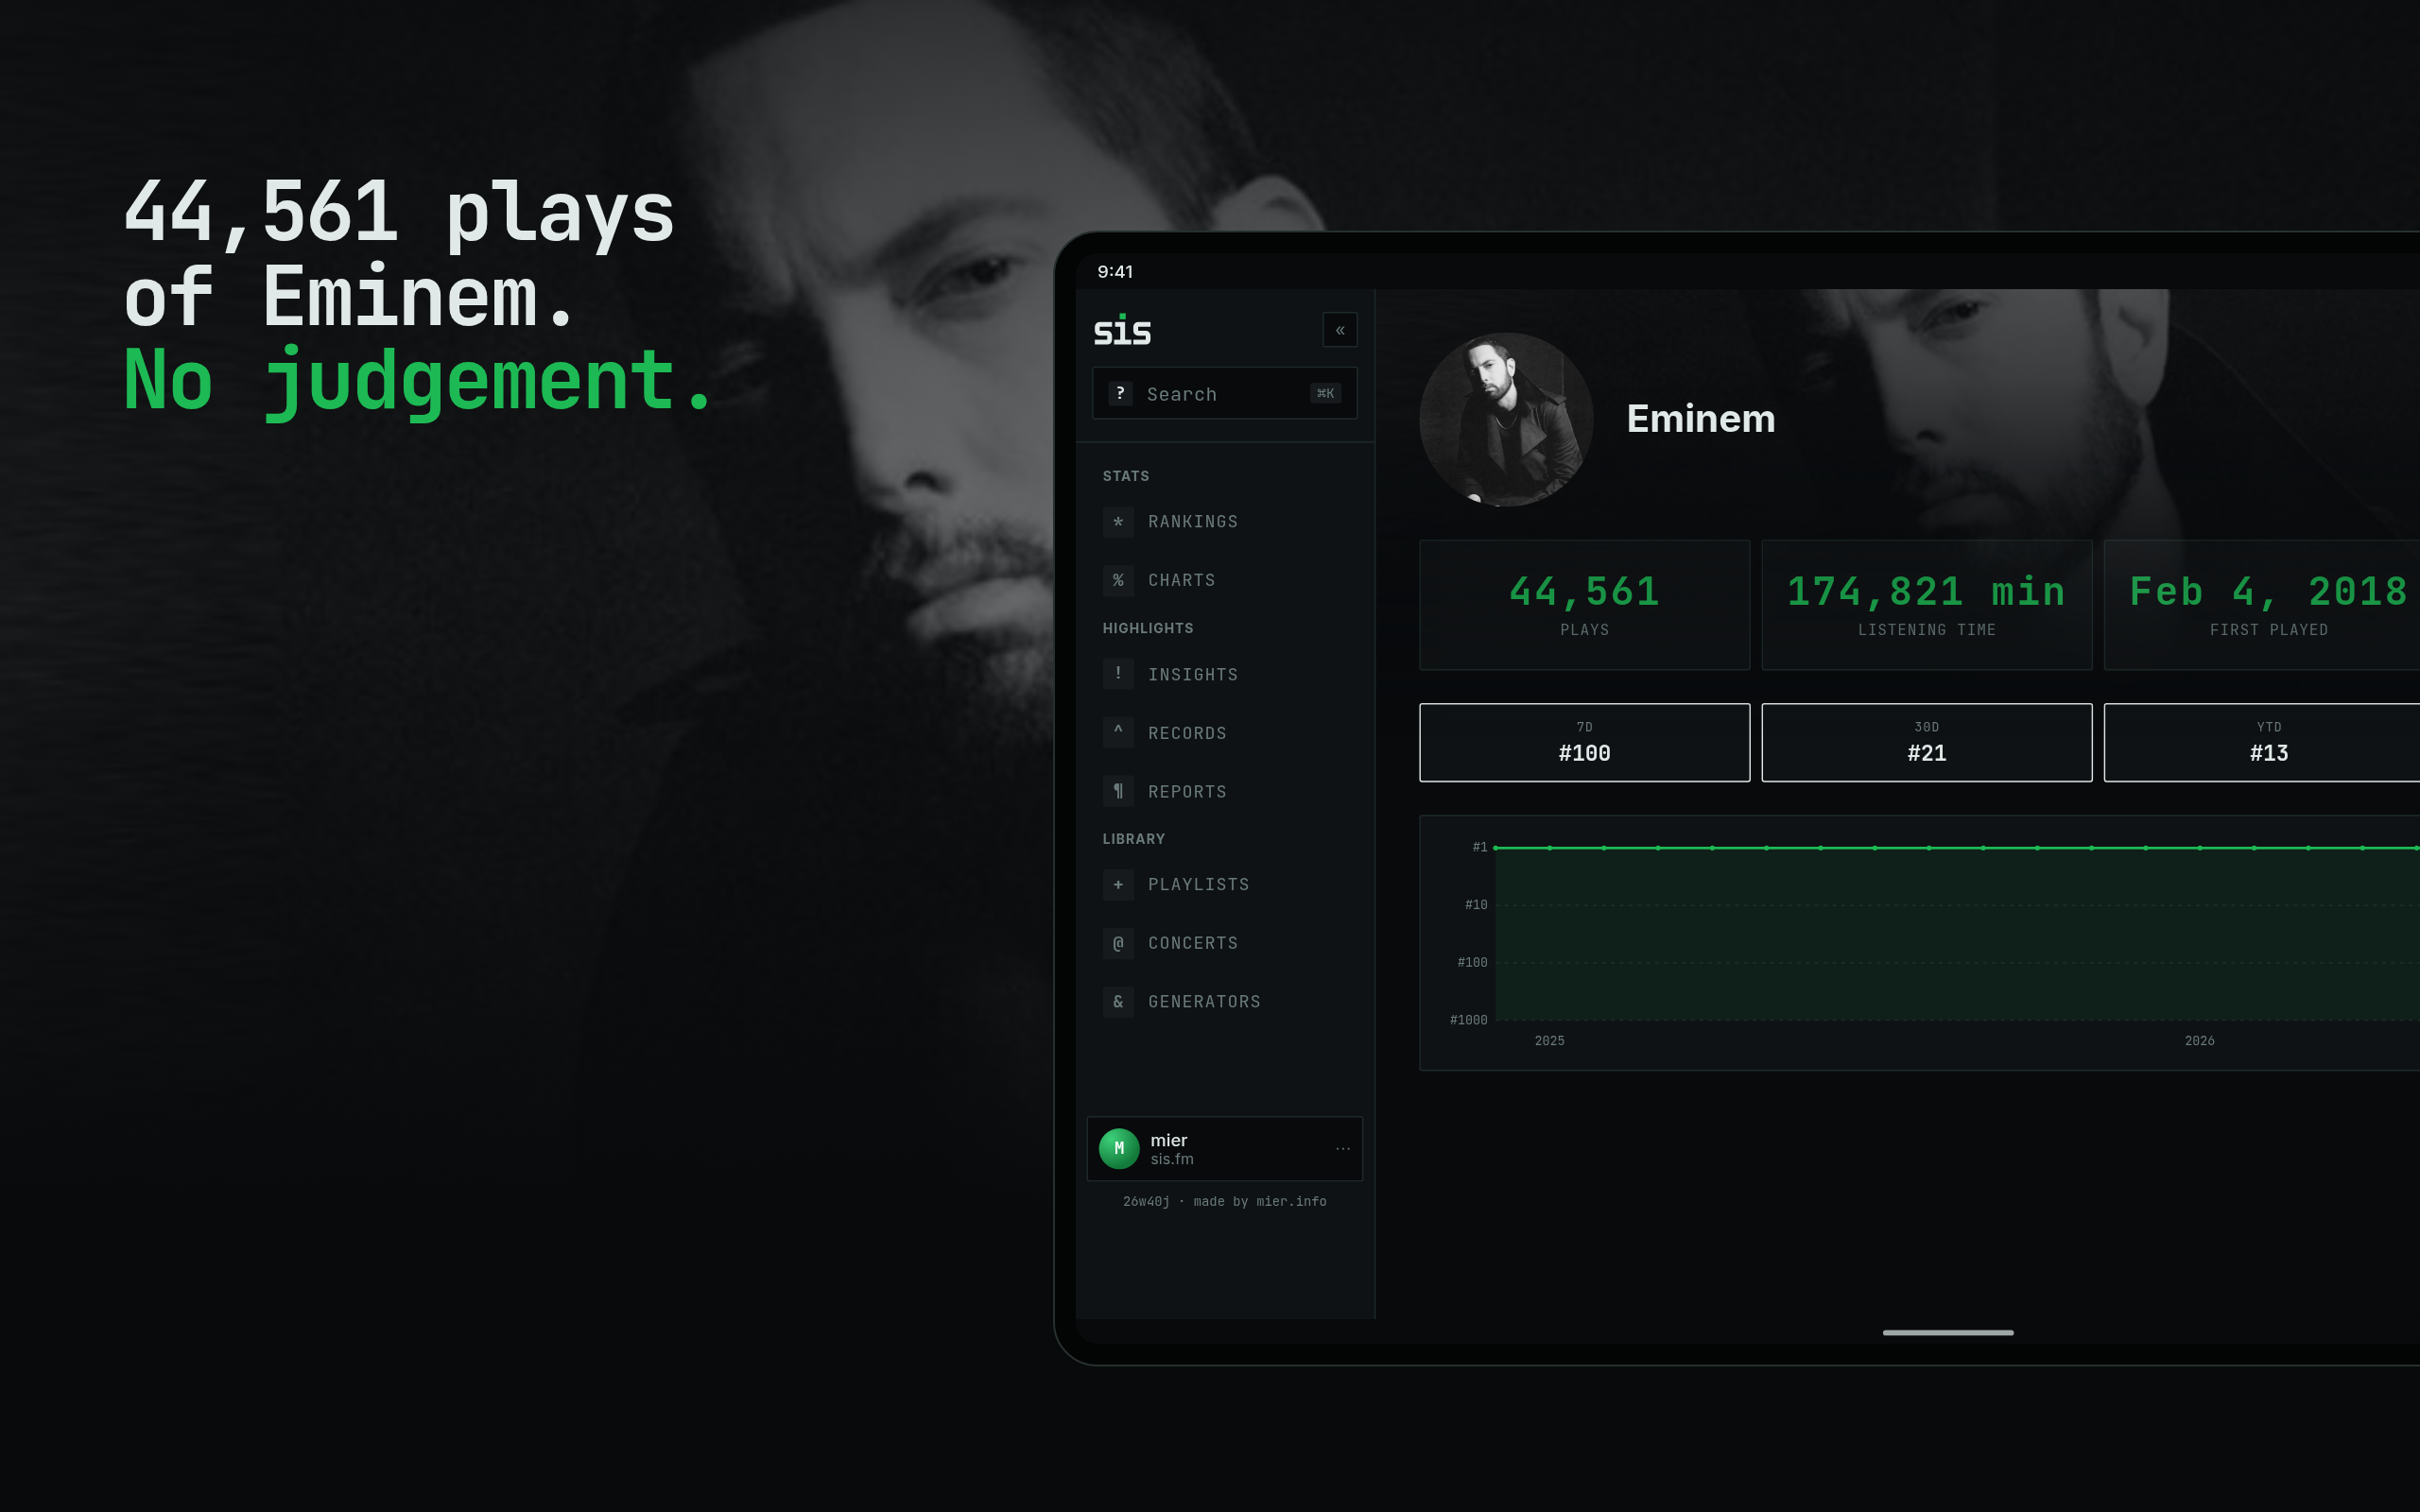 44,561 plays
of Eminem.
No judgement.
9:41
sis
«
? Search ⌘K
STATS
* RANKINGS
% CHARTS
HIGHLIGHTS
! INSIGHTS
^ RECORDS
¶ REPORTS
LIBRARY
+ PLAYLISTS
@ CONCERTS
& GENERATORS
M mier
sis.fm
...
26w40j · made by mier.info
Eminem
44,561
PLAYS
174,821 min
LISTENING TIME
Feb 4, 2018
FIRST PLAYED
7D
#100
30D
#21
YTD
#13
#1
#10
#100
#1000
2025 2026